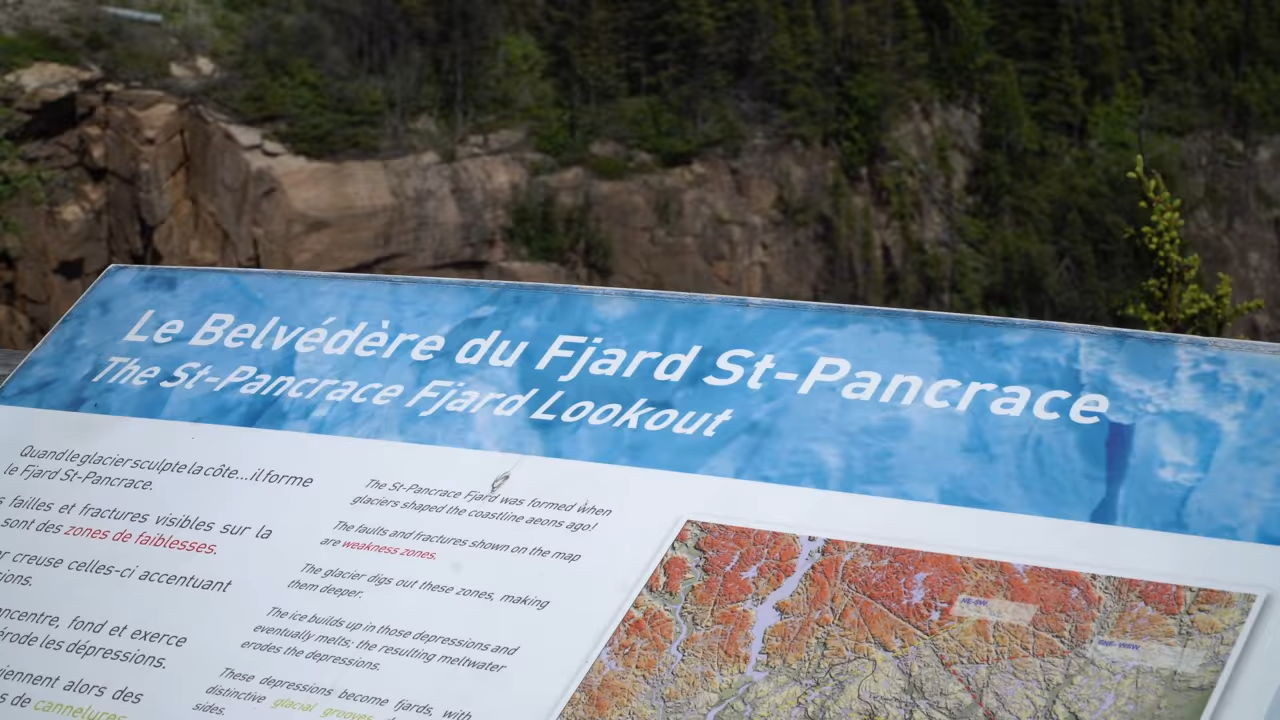 Le Belvédère du Fjard St-Pancrace
The St-Pancrace Fjard Lookout
Quand le glacier sculpte la côte...il forme
le Fjard St-Pancrace.
failles et fractures visibles sur la
sont des zones de faiblesses.
creuse celles-ci accentuant
fond et exerce
érode les dépressions.
alors des
de cannelures
The St-Pancrace Fjard was formed when
glaciers shaped the coastline aeons ago!
The faults and fractures shown on the map
are weakness zones.
The glacier digs out these zones, making
them deeper.
The ice builds up in those depressions and
eventually melts; the resulting meltwater
erodes the depressions.
These depressions become fjards, with
distinctive glacial grooves
sides.
NE-SW